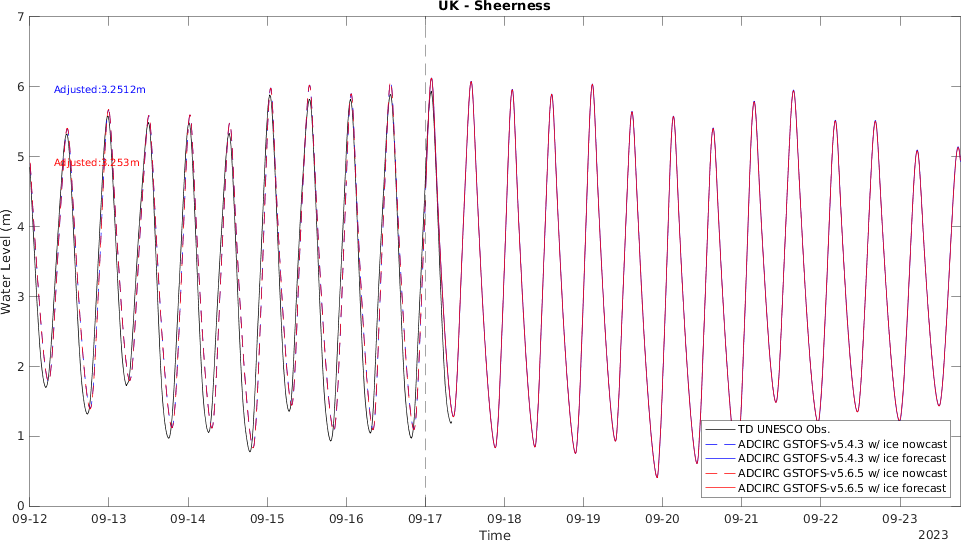 UK - Sheerness
7
6
5
4
3
2
1
0
Water Level (m)
Adjusted:3.2512m
Adjusted:3.253m
TD UNESCO Obs.
ADCIRC GSTOFS-v5.4.3 w/ ice nowcast
ADCIRC GSTOFS-v5.4.3 w/ ice forecast
ADCIRC GSTOFS-v5.6.5 w/ ice nowcast
ADCIRC GSTOFS-v5.6.5 w/ ice forecast
09-12 09-13 09-14 09-15 09-16 09-17 09-18 09-19 09-20 09-21 09-22 09-23
Time
2023